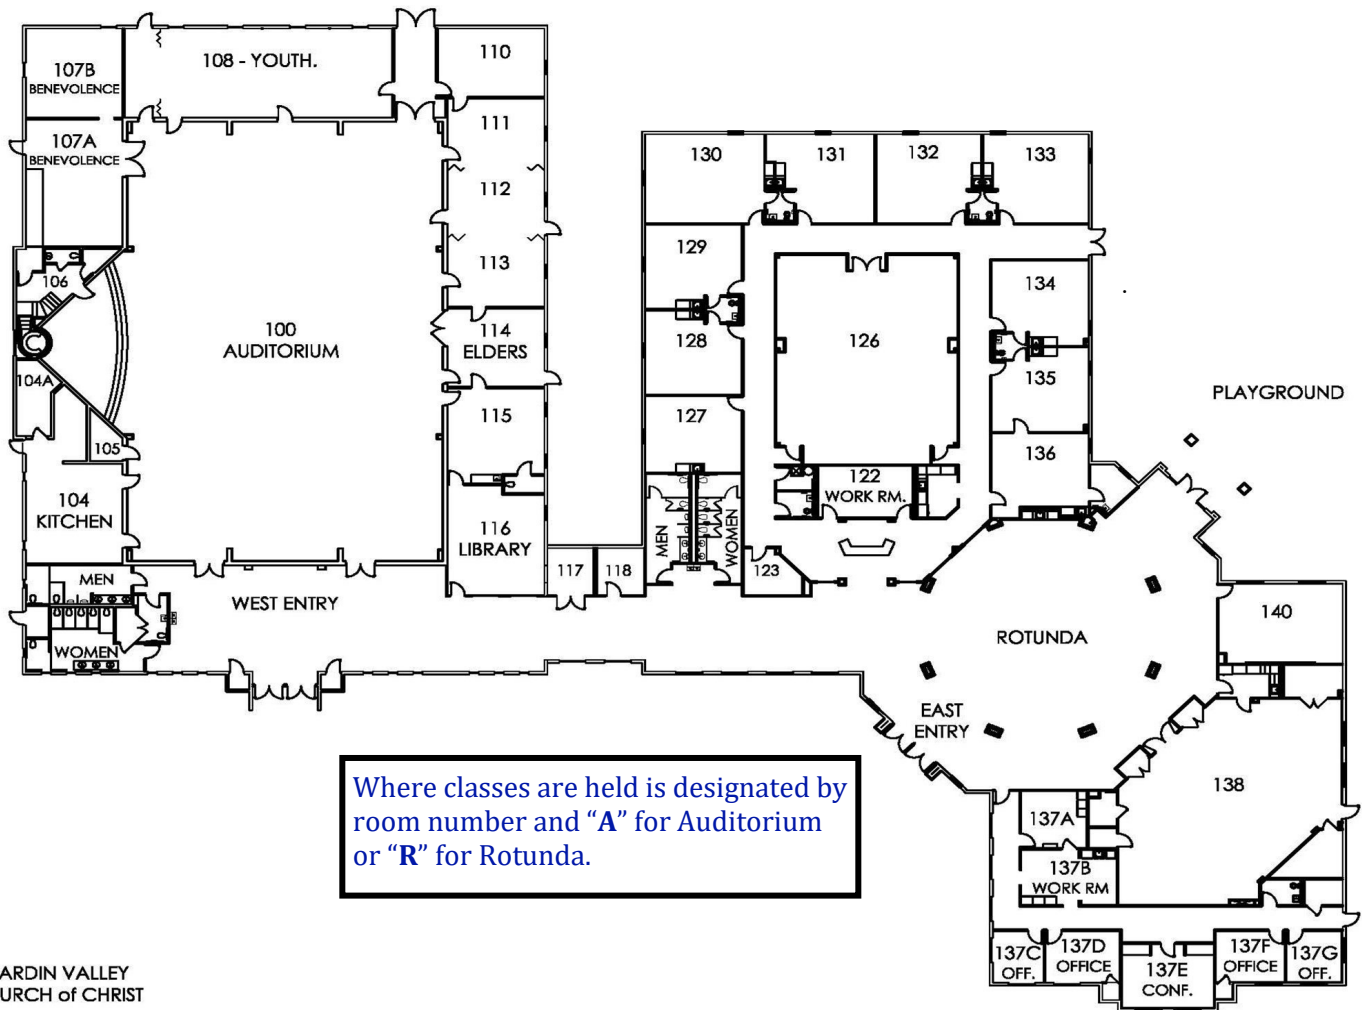 108 - YOUTH.
110
107B
BENEVOLENCE
111
107A
BENEVOLENCE
130
131
132
133
112
129
113
106
134
100
AUDITORIUM
114
ELDERS
128
126
104A
135
PLAYGROUND
115
127
105
136
122
WORK RM.
104
KITCHEN
116
LIBRARY
MEN
WOMEN
117
118
123
MEN
WEST ENTRY
140
ROTUNDA
WOMEN
EAST
ENTRY
138
Where classes are held is designated by
room number and “A” for Auditorium
or “R” for Rotunda.
137A
137B
WORK RM
137C
OFF.
137D
OFFICE
137E
CONF.
137F
OFFICE
137G
OFF.
ARDIN VALLEY
URCH of CHRIST